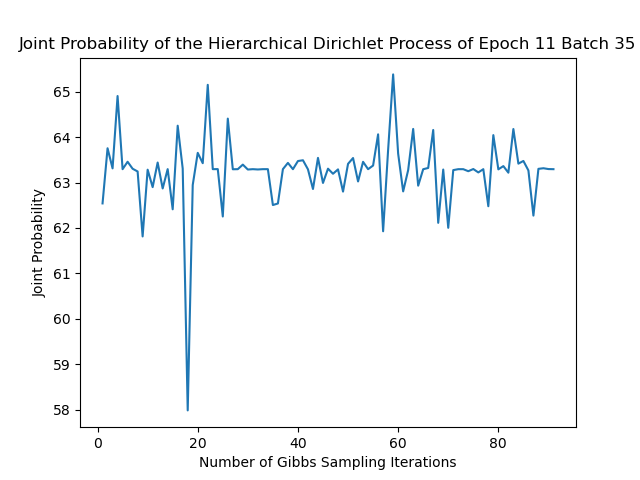 Joint Probability of the Hierarchical Dirichlet Process of Epoch 11 Batch 35
65
64
63
62
61
60
59
58
Joint Probability
0 20 40 60 80
Number of Gibbs Sampling Iterations